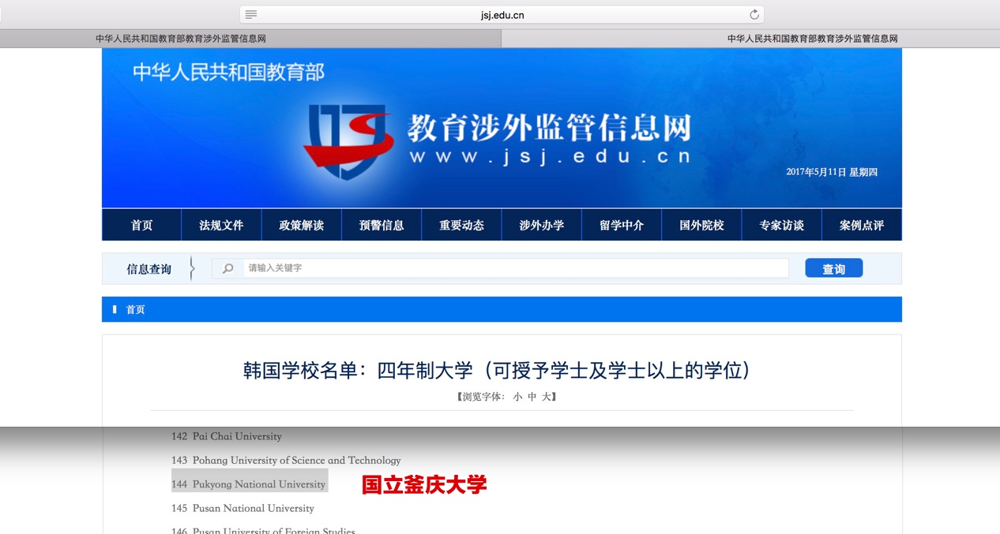 jsj.edu.cn
中华人民共和国教育部教育涉外监管信息网
中华人民共和国教育部教育涉外监管信息网
中华人民共和国教育部
教育涉外监管信息网
www.jsj.edu.cn
2017年5月11日 星期四
首页 法规文件 政策解读 预警信息 重要动态 涉外办学 留学中介 国外院校 专家访谈 案例点评
信息查询 请输入关键字 查询
首页
韩国学校名单：四年制大学（可授予学士及学士以上的学位）
【浏览字体： 小 中 大】
142 Pai Chai University
143 Pohang University of Science and Technology
144 Pukyong National University 国立釜庆大学
145 Pusan National University
146 Pusan University of Foreign Studies